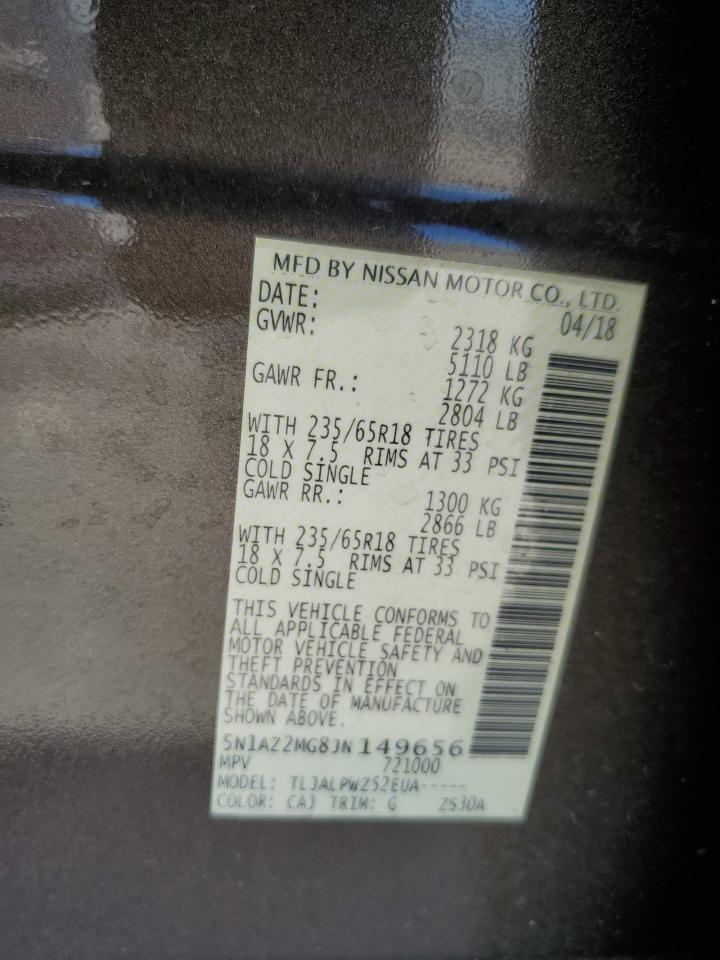 MFD BY NISSAN MOTOR CO., LTD.
DATE: 04/18
GVWR: 2318 KG
5110 LB
GAWR FR.: 1272 KG
2804 LB
WITH 235/65R18 TIRES
18 X 7.5 RIMS AT 33 PSI
COLD SINGLE
GAWR RR.: 1300 KG
2866 LB
WITH 235/65R18 TIRES
18 X 7.5 RIMS AT 33 PSI
COLD SINGLE
THIS VEHICLE CONFORMS TO
ALL APPLICABLE FEDERAL
MOTOR VEHICLE SAFETY AND
THEFT PREVENTION
STANDARDS IN EFFECT ON
THE DATE OF MANUFACTURE
SHOWN ABOVE.
5N1AZ2MG8JN149656
MPV 721000
MODEL: TLJALPWZ52EUA-----
COLOR: CAJ TRIM: G 2S30A